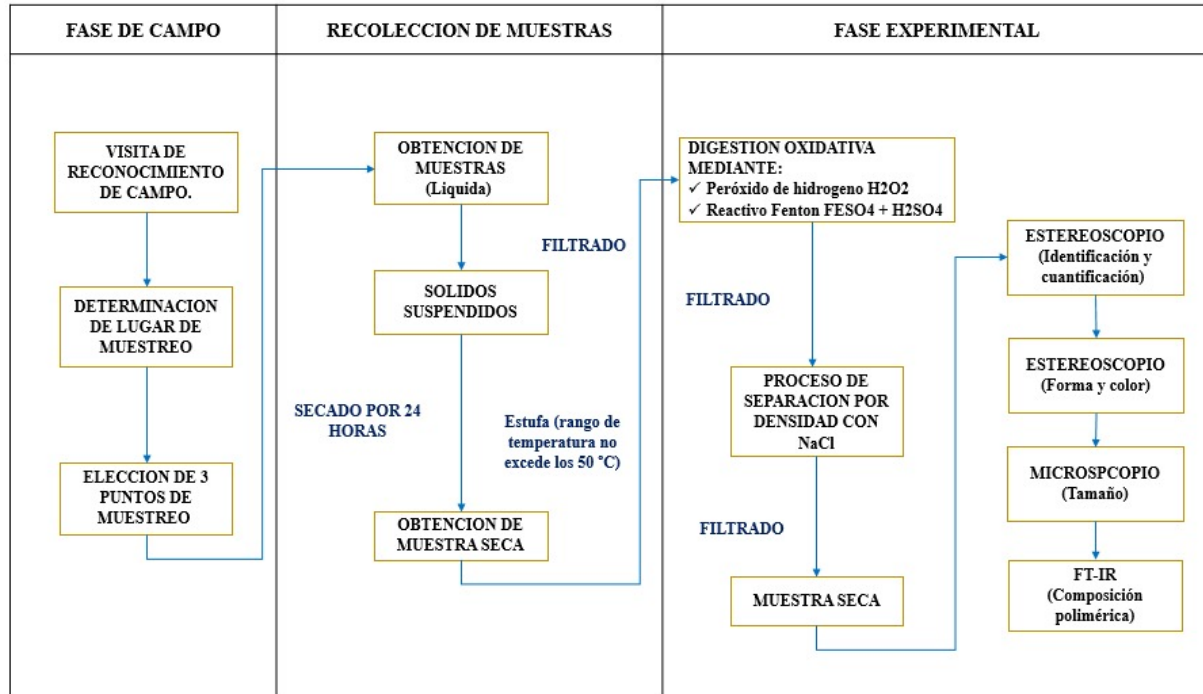 FASE DE CAMPO
RECOLECCION DE MUESTRAS
FASE EXPERIMENTAL
VISITA DE
RECONOCIMIENTO
DE CAMPO.
DETERMINACION
DE LUGAR DE
MUESTREO
ELECCION DE 3
PUNTOS DE
MUESTREO
OBTENCION DE
MUESTRAS
(Liquida)
FILTRADO
SOLIDOS
SUSPENDIDOS
SECADO POR 24
HORAS
Estufa (rango de
temperatura no
excede los 50 °C)
OBTENCION DE
MUESTRA SECA
DIGESTION OXIDATIVA
MEDIANTE:
✓ Peróxido de hidrogeno H2O2
✓ Reactivo Fenton FESO4 + H2SO4
FILTRADO
PROCESO DE
SEPARACION POR
DENSIDAD CON
NaCl
FILTRADO
MUESTRA SECA
ESTEREOSCOPIO
(Identificación y
cuantificación)
ESTEREOSCOPIO
(Forma y color)
MICROSPCOPIO
(Tamaño)
FT-IR
(Composición
polimérica)